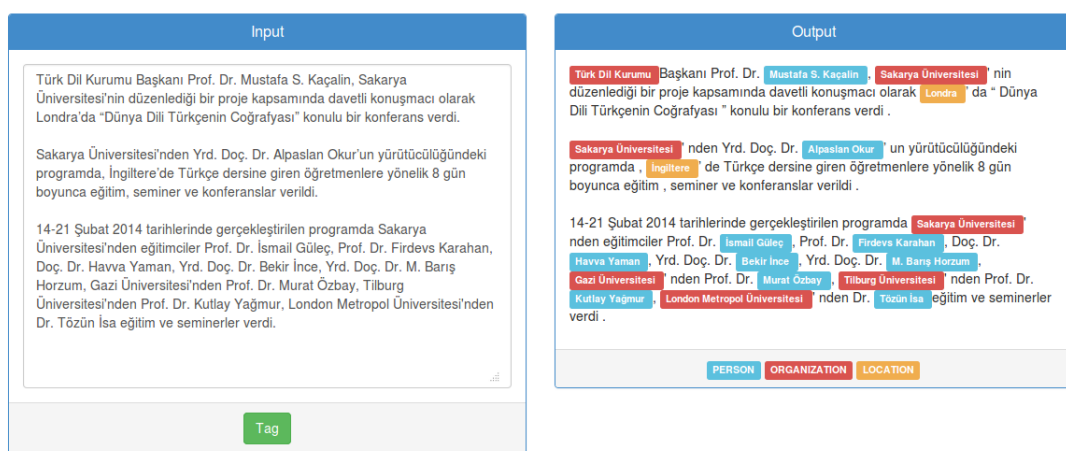 Input
Türk Dil Kurumu Başkanı Prof. Dr. Mustafa S. Kaçalin, Sakarya
Üniversitesi'nin düzenlediği bir proje kapsamında davetli konuşmacı olarak
Londra'da “Dünya Dili Türkçenin Coğrafyası” konulu bir konferans verdi.
Sakarya Üniversitesi'nden Yrd. Doç. Dr. Alpaslan Okur'un yürütücülüğündeki
programda, İngiltere'de Türkçe dersine giren öğretmenlere yönelik 8 gün
boyunca eğitim, seminer ve konferanslar verildi.
14-21 Şubat 2014 tarihlerinde gerçekleştirilen programda Sakarya
Üniversitesi'nden eğitimciler Prof. Dr. İsmail Güleç, Prof. Dr. Firdevs Karahan,
Doç. Dr. Havva Yaman, Yrd. Doç. Dr. Bekir İnce, Yrd. Doç. Dr. M. Barış
Horzum, Gazi Üniversitesi'nden Prof. Dr. Murat Özbay, Tilburg
Üniversitesi'nden Prof. Dr. Kutlay Yağmur, London Metropol Üniversitesi'nden
Dr. Tözün İsa eğitim ve seminerler verdi.
Tag
Output
Türk Dil Kurumu Başkanı Prof. Dr. Mustafa S. Kaçalin , Sakarya Üniversitesi ' nin
düzenlediği bir proje kapsamında davetli konuşmacı olarak Londra ' da “ Dünya
Dili Türkçenin Coğrafyası ” konulu bir konferans verdi .
Sakarya Üniversitesi ' nden Yrd. Doç. Dr. Alpaslan Okur ' un yürütücülüğündeki
programda , İngiltere ' de Türkçe dersine giren öğretmenlere yönelik 8 gün
boyunca eğitim , seminer ve konferanslar verildi .
14-21 Şubat 2014 tarihlerinde gerçekleştirilen programda Sakarya Üniversitesi '
nden eğitimciler Prof. Dr. İsmail Güleç , Prof. Dr. Firdevs Karahan , Doç. Dr.
Havva Yaman , Yrd. Doç. Dr. Bekir İnce , Yrd. Doç. Dr. M. Barış Horzum ,
Gazi Üniversitesi ' nden Prof. Dr. Murat Özbay , Tilburg Üniversitesi ' nden Prof. Dr.
Kutlay Yağmur , London Metropol Üniversitesi ' nden Dr. Tözün İsa eğitim ve seminerler
verdi .
PERSON ORGANIZATION LOCATION